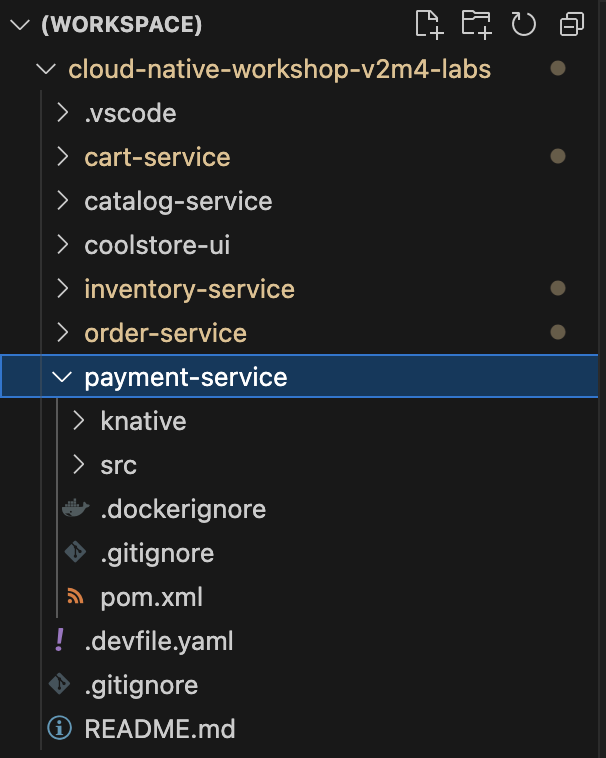 (WORKSPACE)
cloud-native-workshop-v2m4-labs
.vscode
cart-service
catalog-service
coolstore-ui
inventory-service
order-service
payment-service
knative
src
.dockerignore
.gitignore
pom.xml
.devfile.yaml
.gitignore
README.md